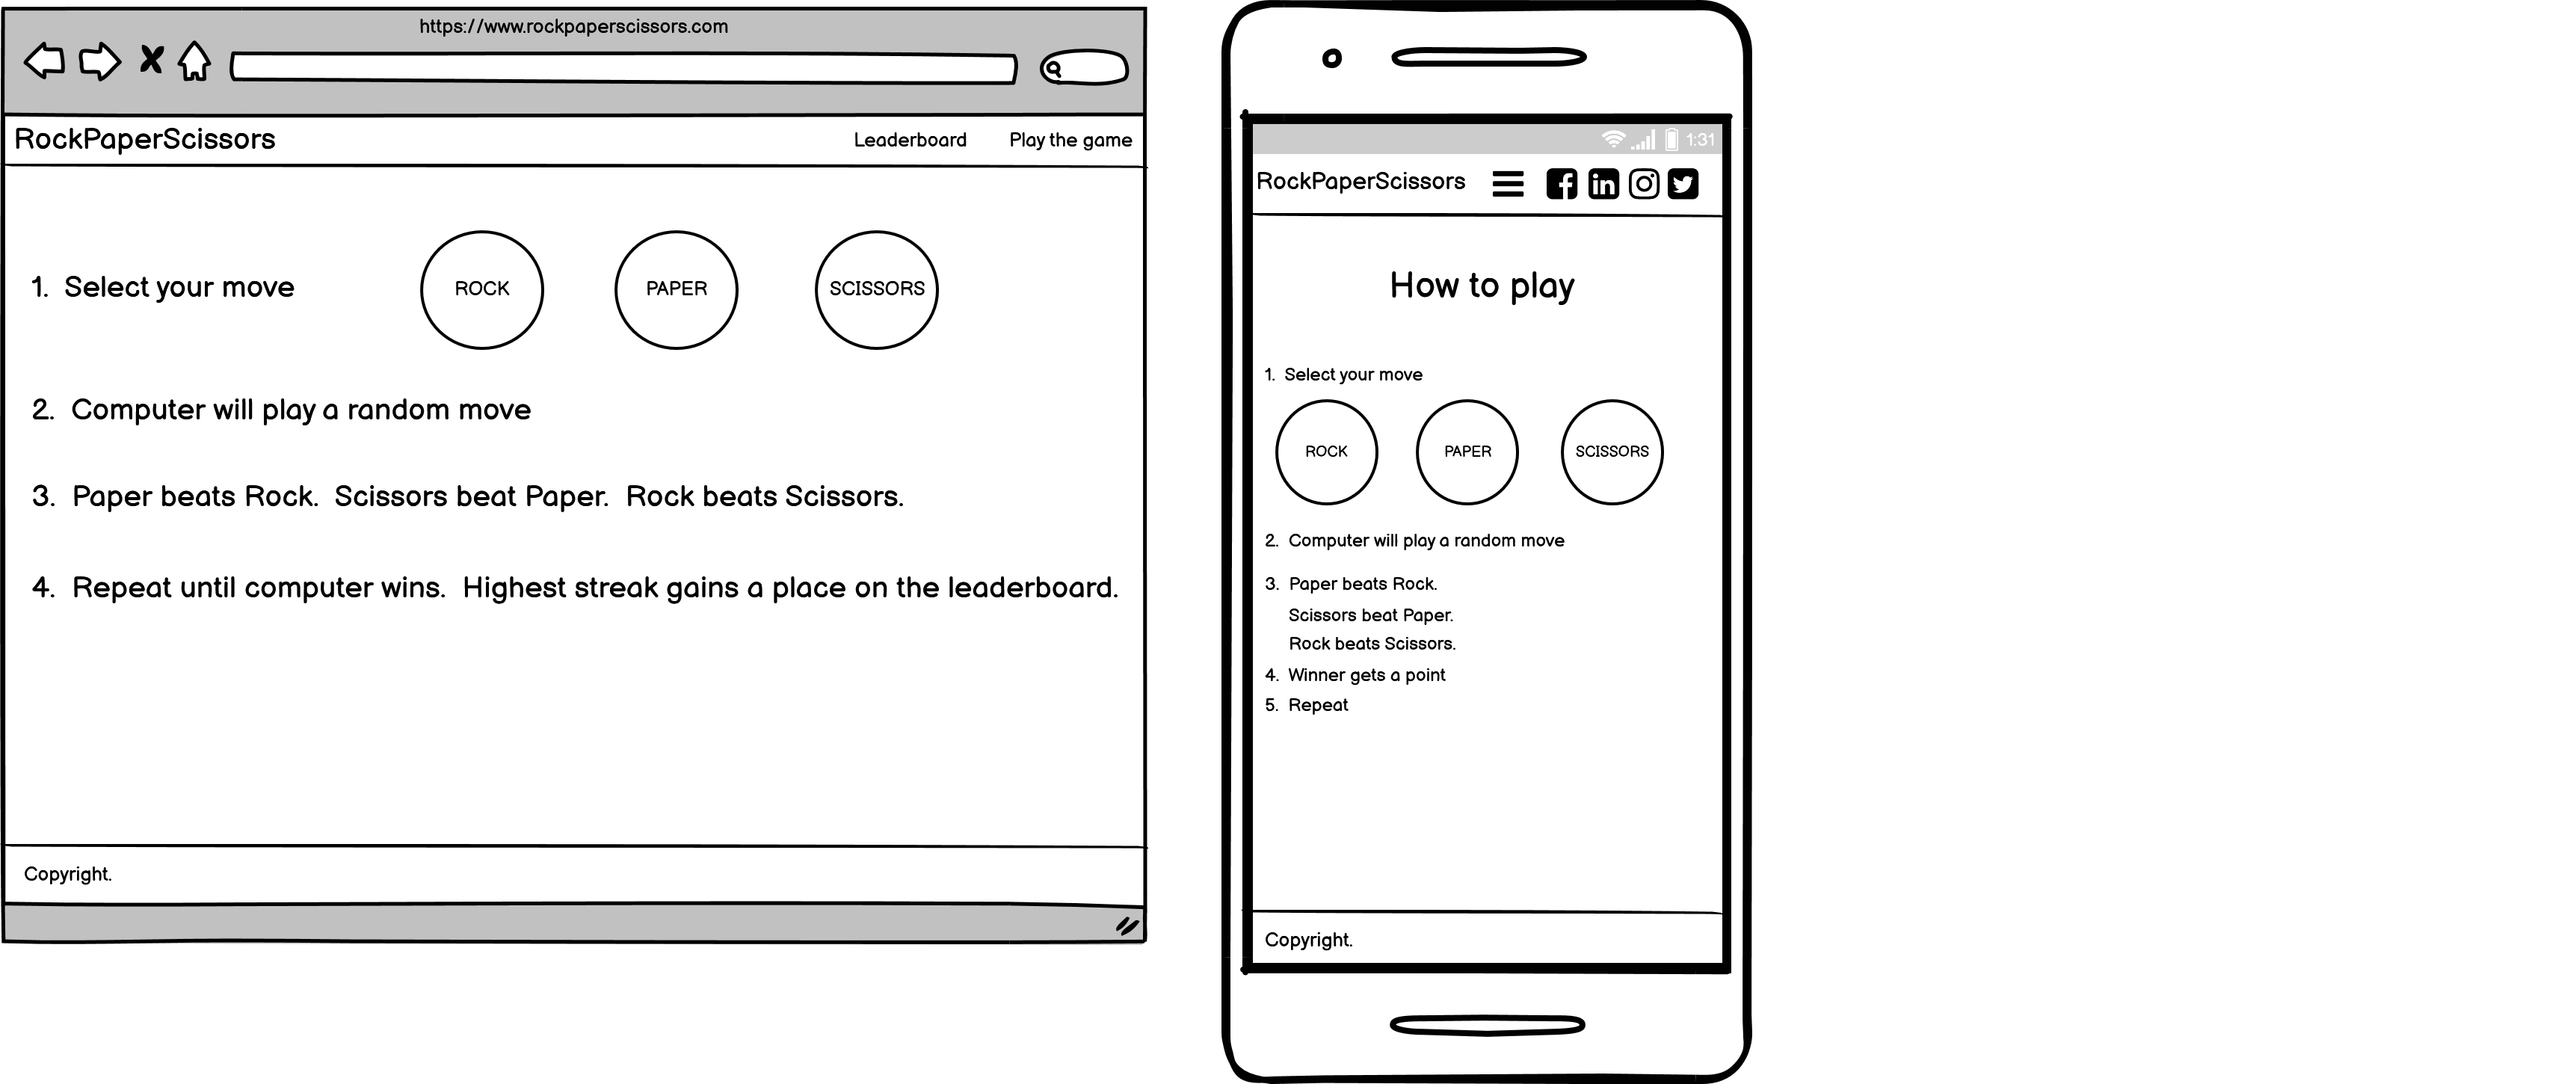 https://www.rockpaperscissors.com
RockPaperScissors
Leaderboard
Play the game
1. Select your move
ROCK
PAPER
SCISSORS
2. Computer will play a random move
3. Paper beats Rock. Scissors beat Paper. Rock beats Scissors.
4. Repeat until computer wins. Highest streak gains a place on the leaderboard.
Copyright.
1:31
RockPaperScissors
How to play
1. Select your move
ROCK
PAPER
SCISSORS
2. Computer will play a random move
3. Paper beats Rock.
Scissors beat Paper.
Rock beats Scissors.
4. Winner gets a point
5. Repeat
Copyright.